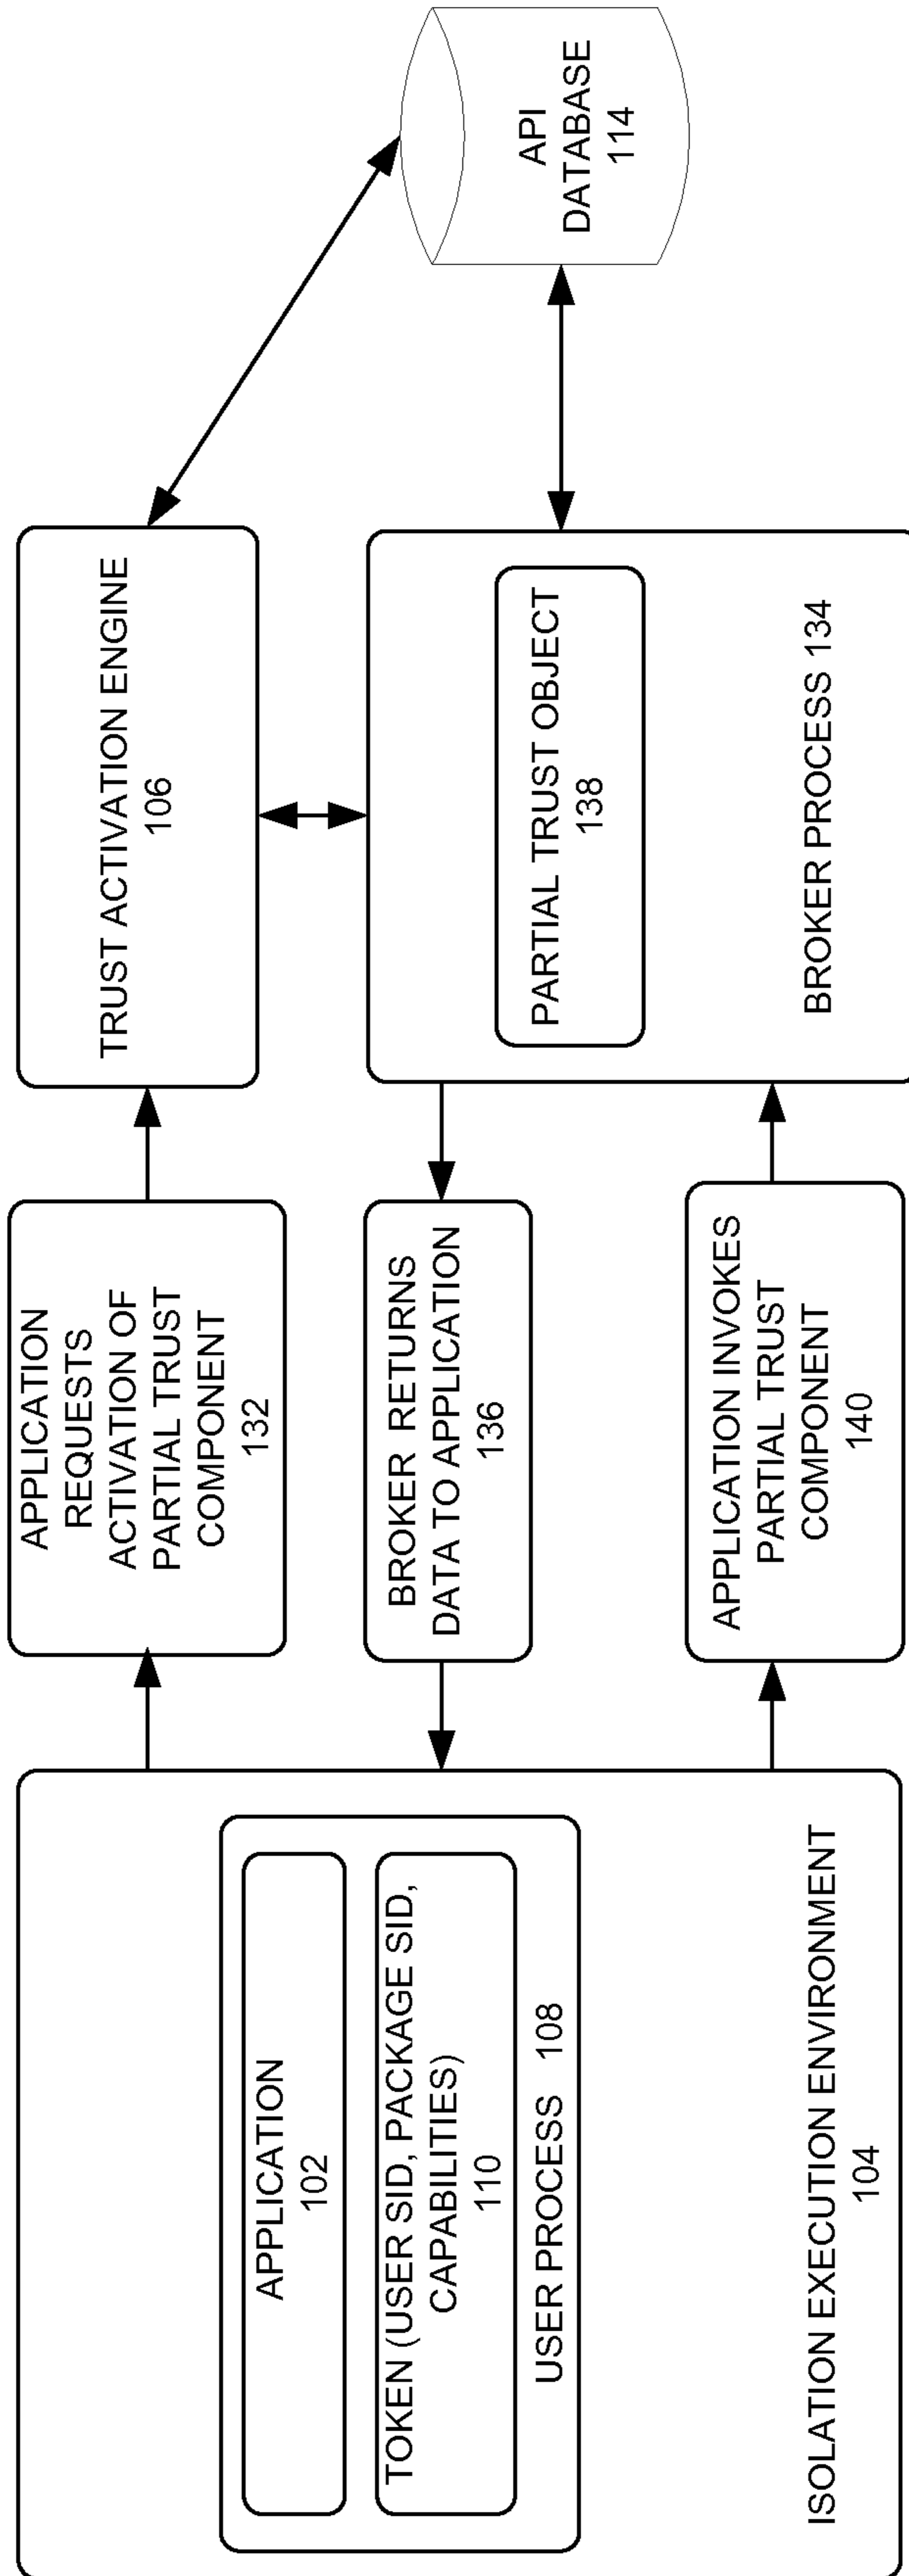 APPLICATION
102
TOKEN (USER SID, PACKAGE SID,
CAPABILITIES)
110
USER PROCESS 108
ISOLATION EXECUTION ENVIRONMENT
104
APPLICATION
REQUESTS
ACTIVATION OF
PARTIAL TRUST
COMPONENT
132
BROKER RETURNS
DATA TO APPLICATION
136
APPLICATION INVOKES
PARTIAL TRUST
COMPONENT
140
TRUST ACTIVATION ENGINE
106
PARTIAL TRUST OBJECT
138
BROKER PROCESS 134
API
DATABASE
114